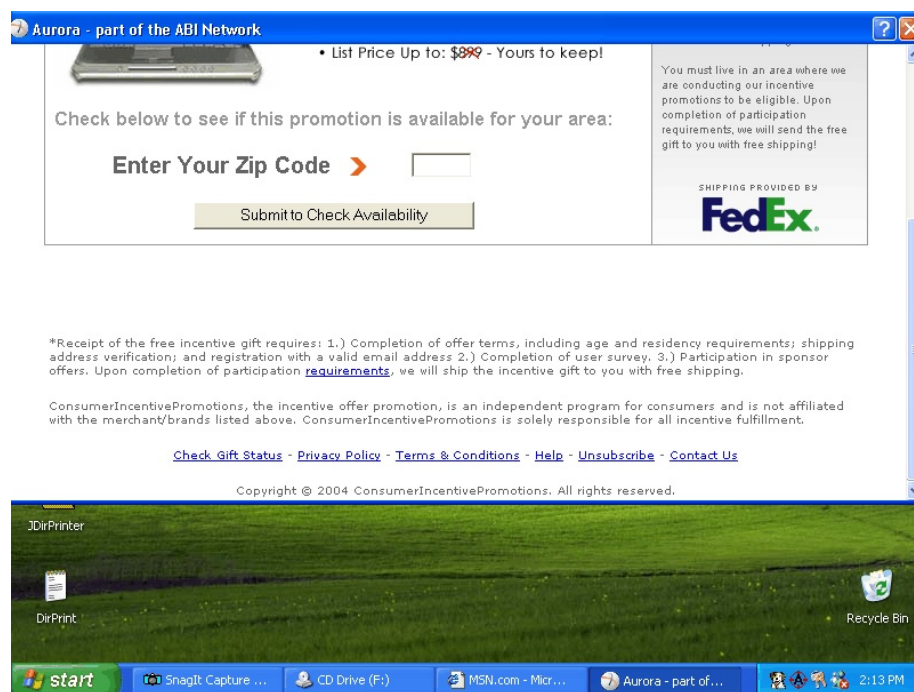 Aurora - part of the ABI Network
• List Price Up to: $899 - Yours to keep!
Check below to see if this promotion is available for your area:
Enter Your Zip Code
Submit to Check Availability
You must live in an area where we
are conducting our incentive
promotions to be eligible. Upon
completion of participation
requirements, we will send the free
gift to you with free shipping!
SHIPPING PROVIDED BY
FedEx.
*Receipt of the free incentive gift requires: 1.) Completion of offer terms, including age and residency requirements; shipping
address verification; and registration with a valid email address 2.) Completion of user survey. 3.) Participation in sponsor
offers. Upon completion of participation requirements, we will ship the incentive gift to you with free shipping.
ConsumerIncentivePromotions, the incentive offer promotion, is an independent program for consumers and is not affiliated
with the merchant/brands listed above. ConsumerIncentivePromotions is solely responsible for all incentive fulfillment.
Check Gift Status - Privacy Policy - Terms & Conditions - Help - Unsubscribe - Contact Us
Copyright © 2004 ConsumerIncentivePromotions. All rights reserved.
JDirPrinter
DirPrint
Recycle Bin
start
SnagIt Capture ...
CD Drive (F:)
MSN.com - Micr...
Aurora - part of...
2:13 PM